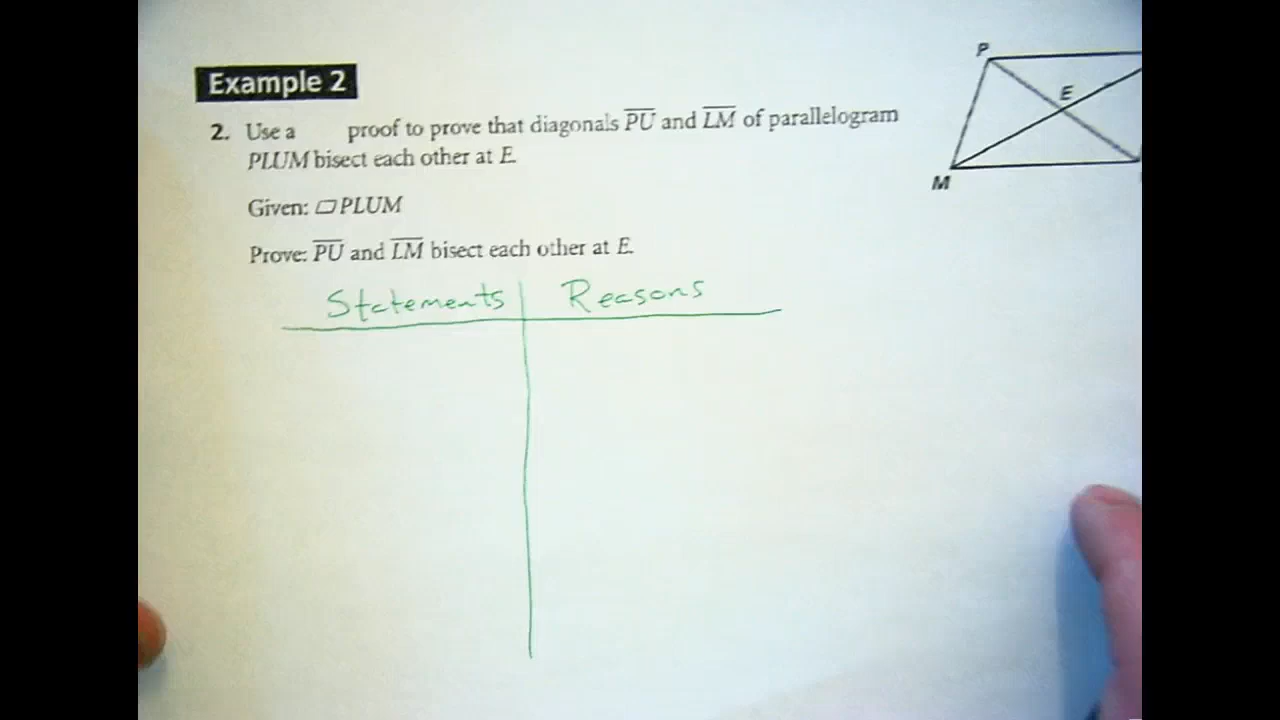 Example 2
2. Use a proof to prove that diagonals PU and LM of parallelogram
PLUM bisect each other at E.
Given: ▱PLUM
Prove: PU and LM bisect each other at E.
Statements Reasons
P
E
M